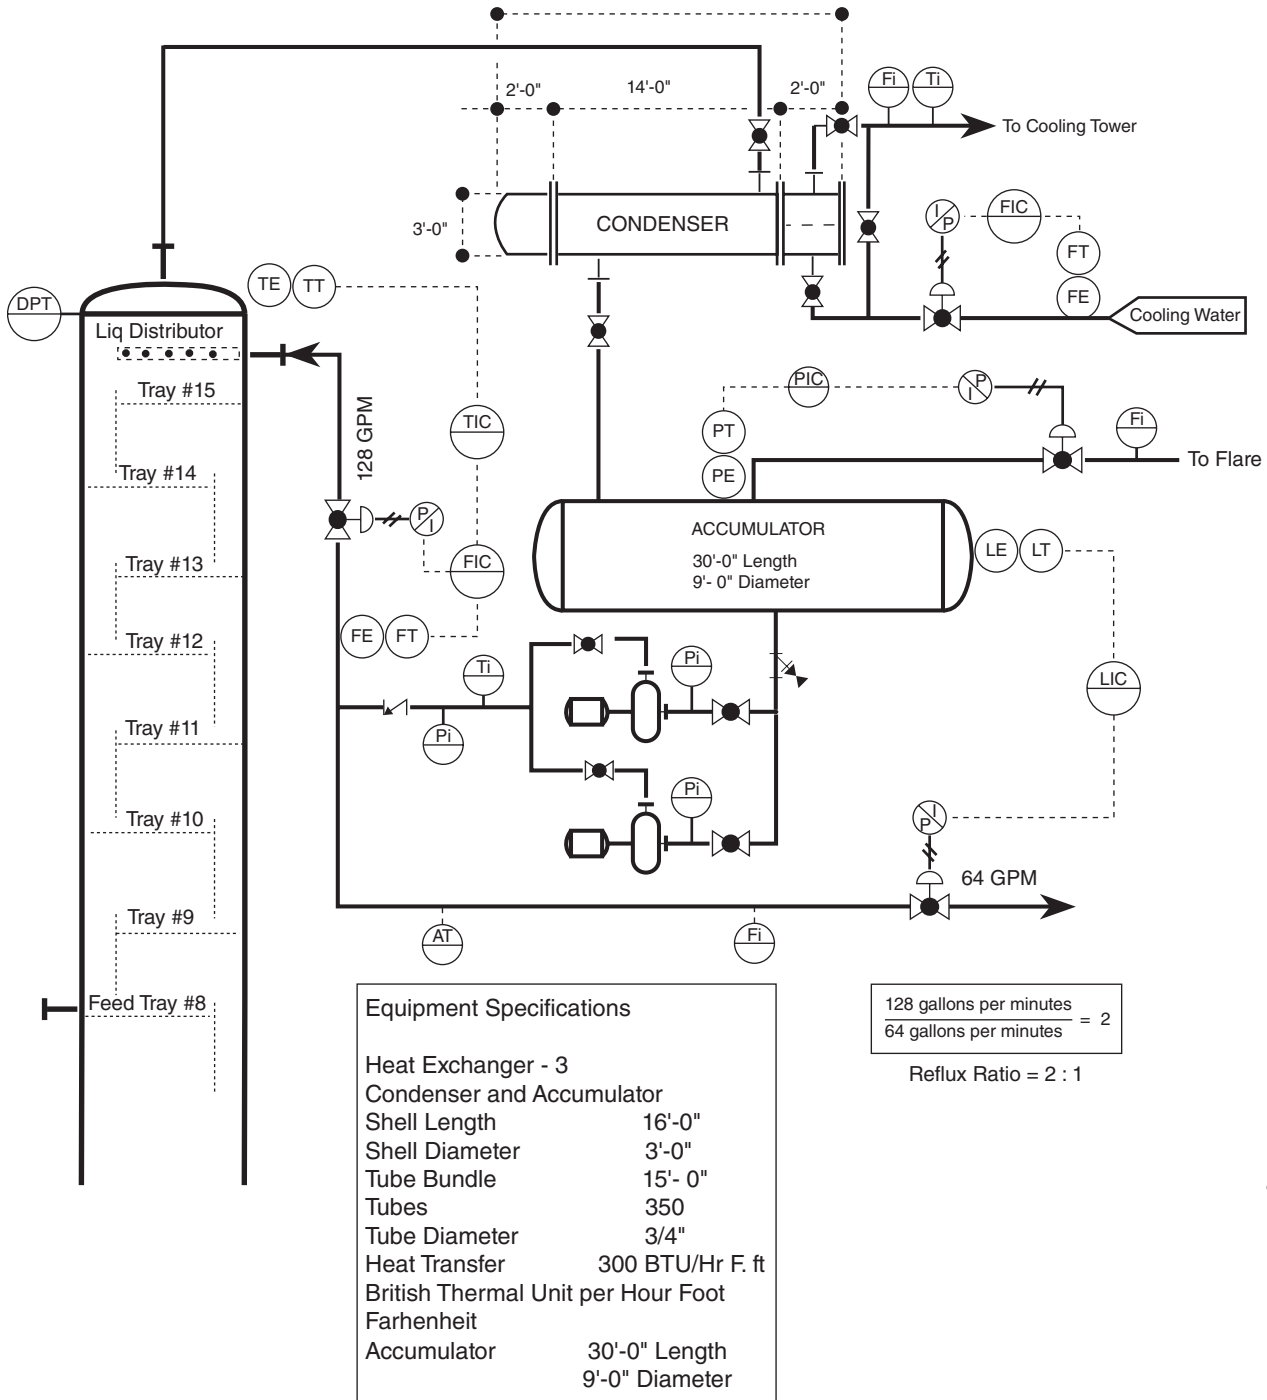 2'-0"
14'-0"
2'-0"
Fi
Ti
To Cooling Tower
3'-0"
CONDENSER
I
P
FIC
FT
FE
Cooling Water
DPT
TE
TT
Liq Distributor
Tray #15
Tray #14
Tray #13
Tray #12
Tray #11
Tray #10
Tray #9
Feed Tray #8
128 GPM
TIC
P
I
FIC
FE
FT
PIC
I
P
PT
PE
Fi
To Flare
ACCUMULATOR
30'-0" Length
9'- 0" Diameter
LE
LT
LIC
Ti
Pi
Pi
Pi
I
P
64 GPM
AT
Fi
Equipment Specifications
Heat Exchanger - 3
Condenser and Accumulator
Shell Length 16'-0"
Shell Diameter 3'-0"
Tube Bundle 15'- 0"
Tubes 350
Tube Diameter 3/4"
Heat Transfer 300 BTU/Hr F. ft
British Thermal Unit per Hour Foot
Farhenheit
Accumulator 30'-0" Length
9'-0" Diameter
128 gallons per minutes
64 gallons per minutes
= 2
Reflux Ratio = 2 : 1